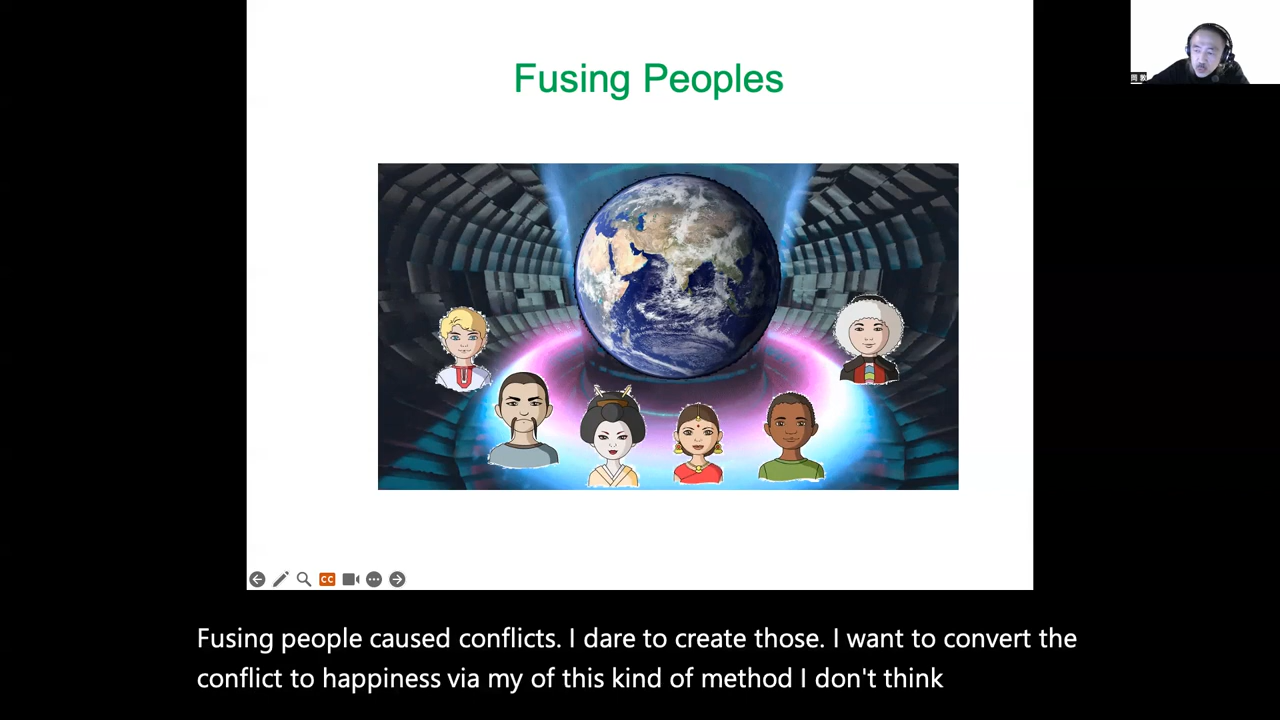 Fusing Peoples
CC
Fusing people caused conflicts. I dare to create those. I want to convert the
conflict to happiness via my of this kind of method I don't think